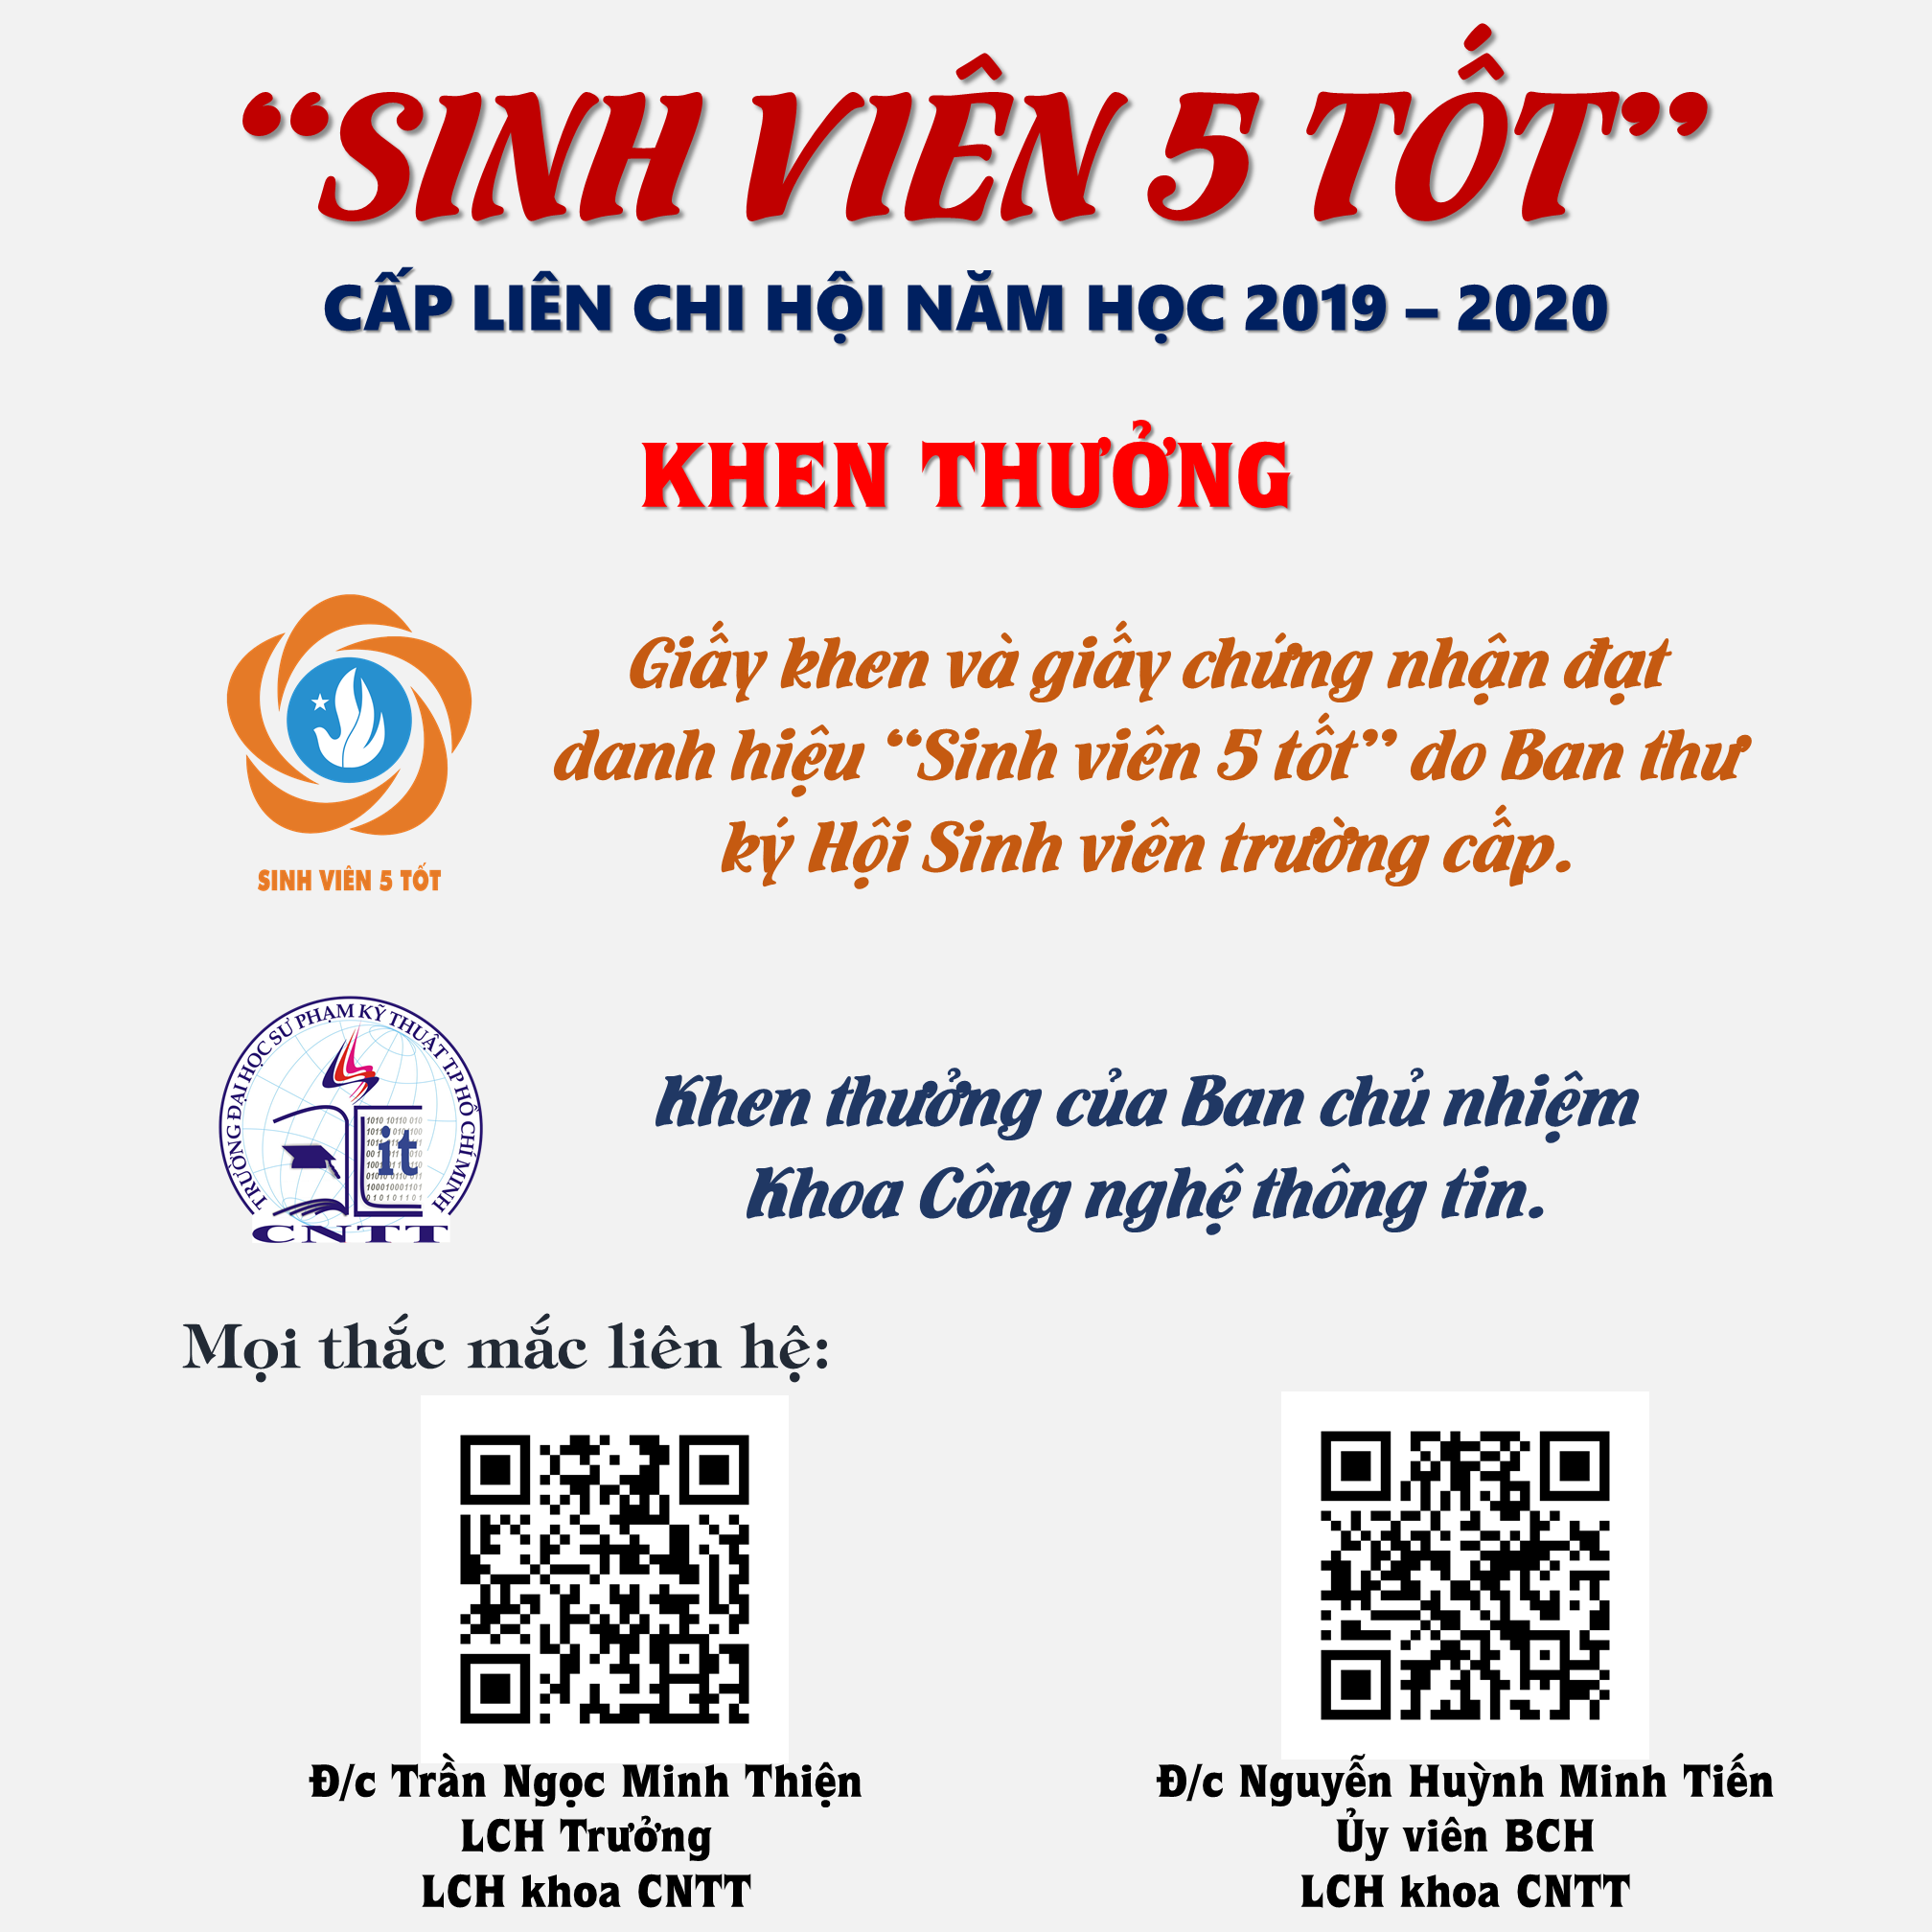 “SINH VIÊN 5 TỐT”
CẤP LIÊN CHI HỘI NĂM HỌC 2019 – 2020
KHEN THƯỞNG
Giấy khen và giấy chứng nhận đạt
danh hiệu “Sinh viên 5 tốt” do Ban thư
ký Hội Sinh viên trường cấp.
SINH VIÊN 5 TỐT
TRƯỜNG ĐẠI HỌC SƯ PHẠM KỸ THUẬT T.PHỐ CHÍ MINH
it
CNTT
Khen thưởng của Ban chủ nhiệm
Khoa Công nghệ thông tin.
Mọi thắc mắc liên hệ:
Đ/c Trần Ngọc Minh Thiện
LCH Trưởng
LCH khoa CNTT
Đ/c Nguyễn Huỳnh Minh Tiến
Ủy viên BCH
LCH khoa CNTT